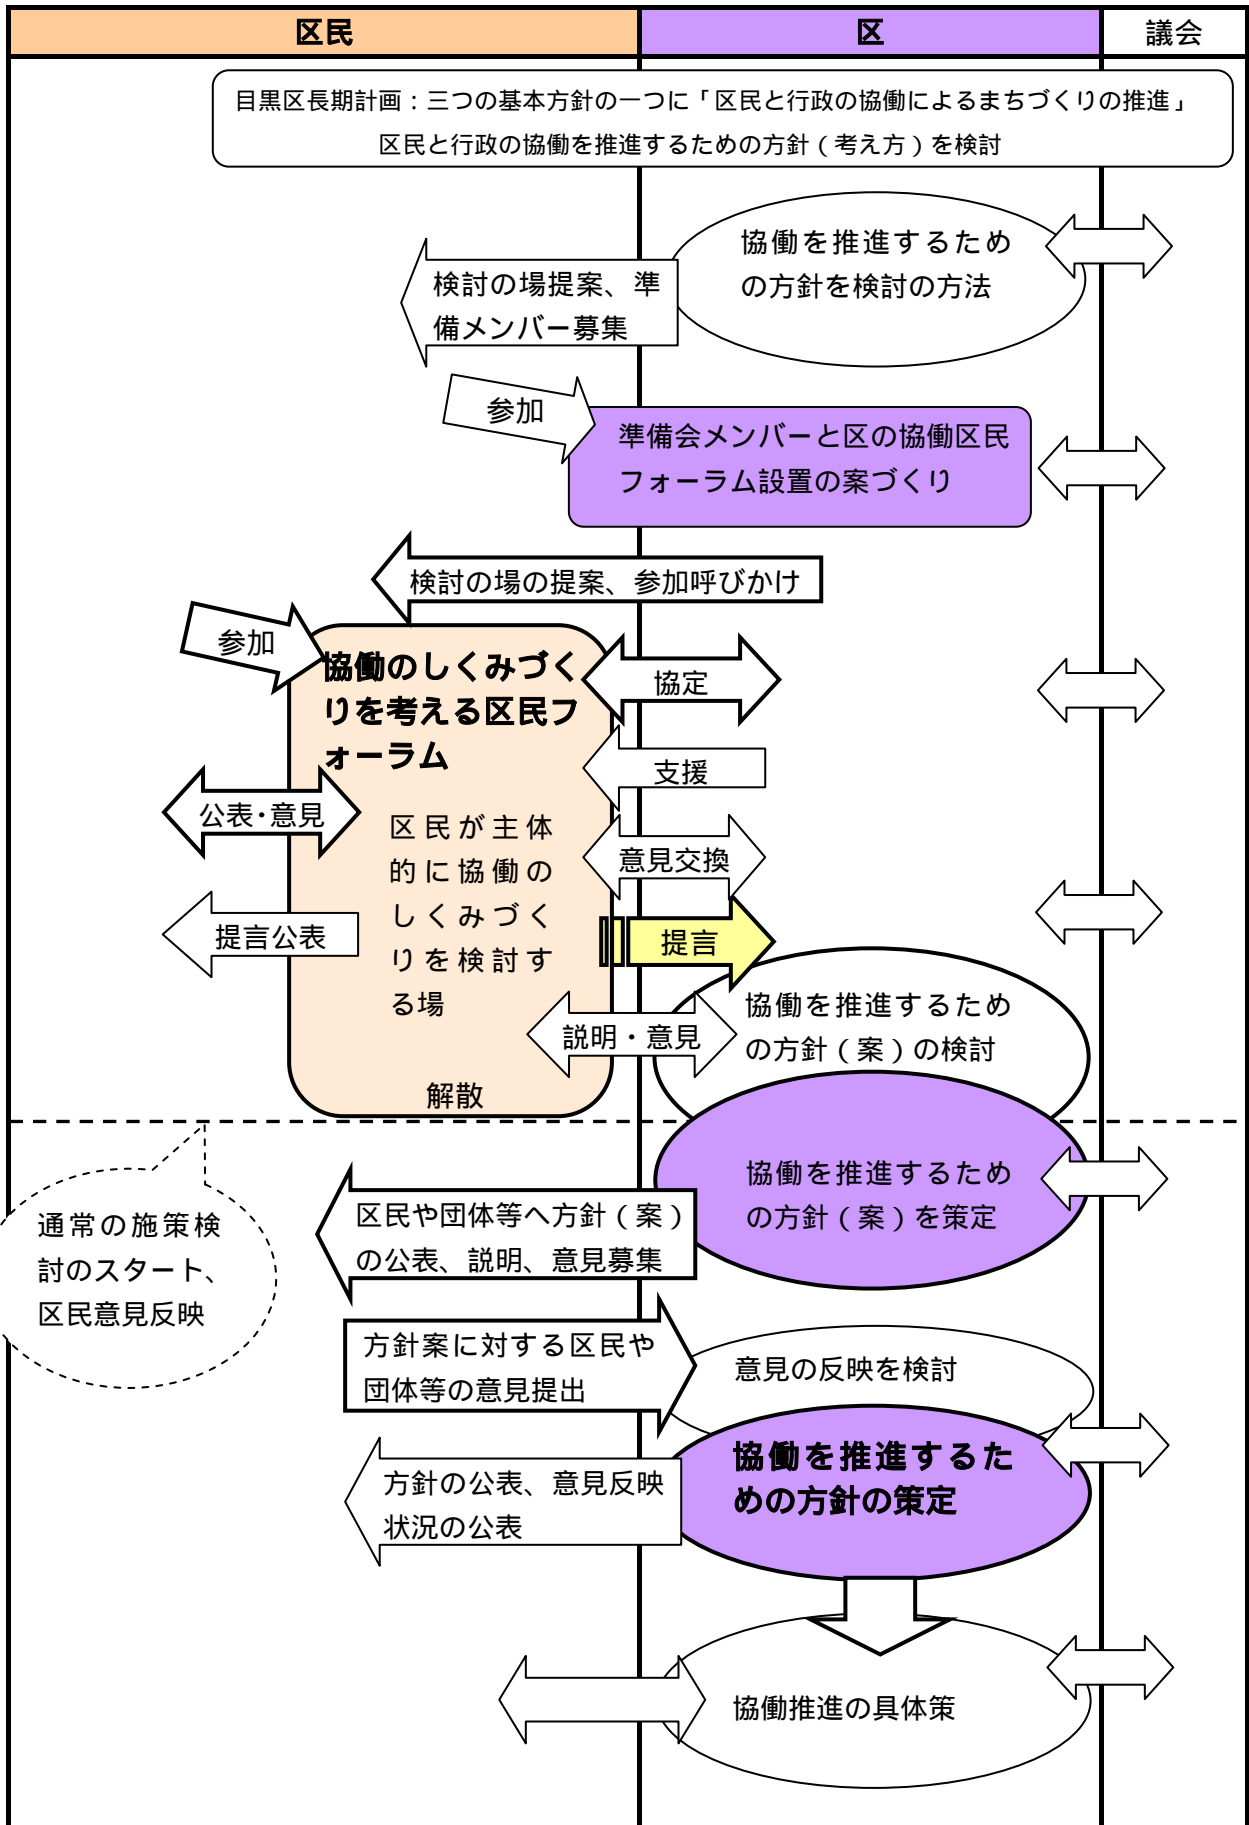 区民
区
議会
目黒区長期計画：三つの基本方針の一つに「区民と行政の協働によるまちづくりの推進」
区民と行政の協働を推進するための方針（考え方）を検討
協働を推進するため
の方針を検討の方法
検討の場提案、準
備メンバー募集
参加
準備会メンバーと区の協働区民
フォーラム設置の案づくり
検討の場の提案、参加呼びかけ
参加
協働のしくみづく
りを考える区民フ
ォーラム
協定
支援
公表・意見
区民が主体
的に協働の
しくみづく
りを検討す
る場
意見交換
提言公表
提言
協働を推進するため
の方針（案）の検討
説明・意見
解散
協働を推進するため
の方針（案）を策定
区民や団体等へ方針（案）
の公表、説明、意見募集
通常の施策検
討のスタート、
区民意見反映
方針案に対する区民や
団体等の意見提出
意見の反映を検討
協働を推進するた
めの方針の策定
方針の公表、意見反映
状況の公表
協働推進の具体策